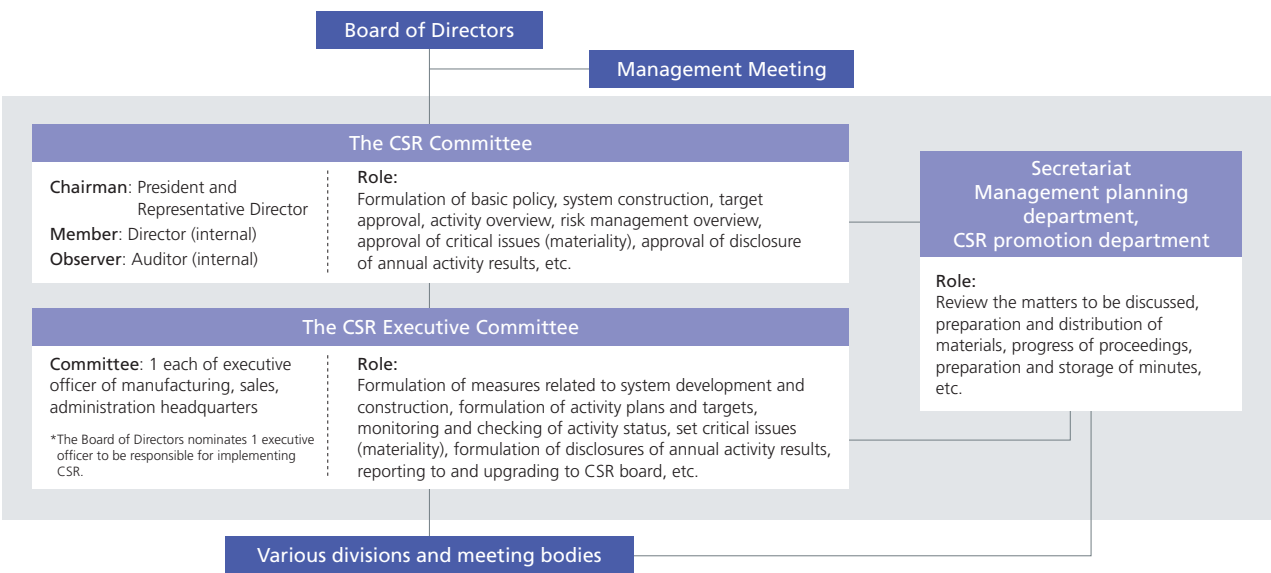 Board of Directors
Management Meeting
The CSR Committee
Chairman: President and
Representative Director
Member: Director (internal)
Observer: Auditor (internal)
Role:
Formulation of basic policy, system construction, target
approval, activity overview, risk management overview,
approval of critical issues (materiality), approval of disclosure
of annual activity results, etc.
Secretariat
Management planning
department,
CSR promotion department
Role:
Review the matters to be discussed,
preparation and distribution of
materials, progress of proceedings,
preparation and storage of minutes,
etc.
The CSR Executive Committee
Committee: 1 each of executive
officer of manufacturing, sales,
administration headquarters
*The Board of Directors nominates 1 executive
officer to be responsible for implementing
CSR.
Role:
Formulation of measures related to system development and
construction, formulation of activity plans and targets,
monitoring and checking of activity status, set critical issues
(materiality), formulation of disclosures of annual activity results,
reporting to and upgrading to CSR board, etc.
Various divisions and meeting bodies